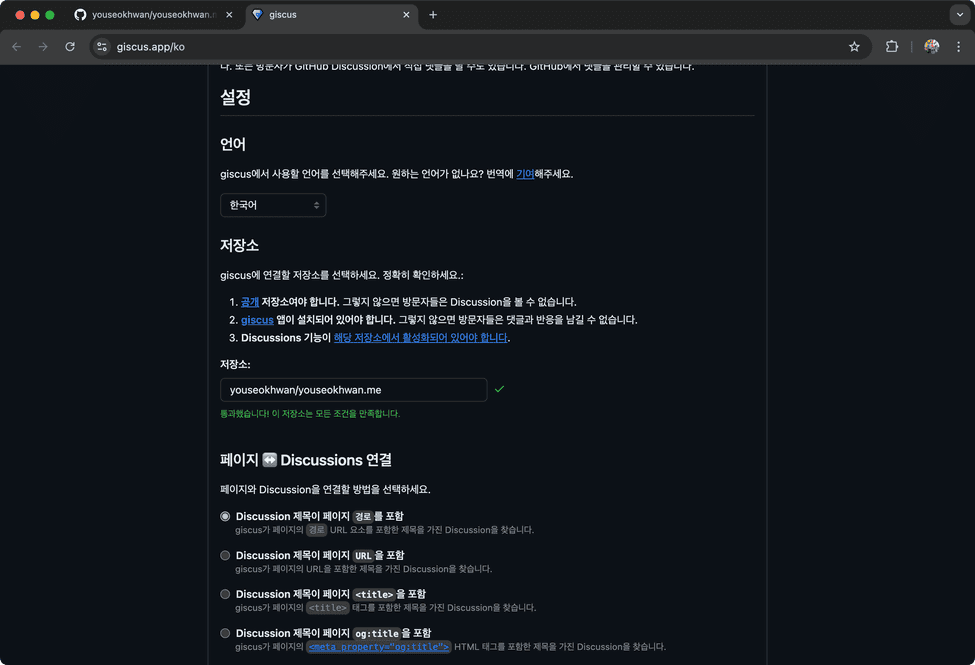 youseokhwan/youseokhwan.m
giscus
giscus.app/ko
다. 또는 방문자가 GitHub Discussion에서 직접 댓글을 달 수도 있습니다. GitHub에서 댓글을 관리할 수 있습니다.
설정
언어
giscus에서 사용할 언어를 선택해주세요. 원하는 언어가 없나요? 번역에 기여해주세요.
한국어
저장소
giscus에 연결할 저장소를 선택하세요. 정확히 확인하세요.:
1. 공개 저장소여야 합니다. 그렇지 않으면 방문자들은 Discussion을 볼 수 없습니다.
2. giscus 앱이 설치되어 있어야 합니다. 그렇지 않으면 방문자들은 댓글과 반응을 남길 수 없습니다.
3. Discussions 기능이 해당 저장소에서 활성화되어 있어야 합니다.
저장소:
youseokhwan/youseokhwan.me
통과했습니다! 이 저장소는 모든 조건을 만족합니다.
페이지 ↔️ Discussions 연결
페이지와 Discussion을 연결할 방법을 선택하세요.
Discussion 제목이 페이지 경로를 포함
giscus가 페이지의 경로 URL 요소를 포함한 제목을 가진 Discussion을 찾습니다.
Discussion 제목이 페이지 URL을 포함
giscus가 페이지의 URL을 포함한 제목을 가진 Discussion을 찾습니다.
Discussion 제목이 페이지 <title>을 포함
giscus가 페이지의 <title> 태그를 포함한 제목을 가진 Discussion을 찾습니다.
Discussion 제목이 페이지 og:title을 포함
giscus가 페이지의 <meta property="og:title"> HTML 태그를 포함한 제목을 가진 Discussion을 찾습니다.